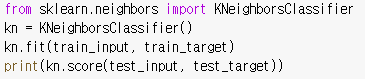 from sklearn.neighbors import KNeighborsClassifier
kn = KNeighborsClassifier()
kn.fit(train_input, train_target)
print(kn.score(test_input, test_target))